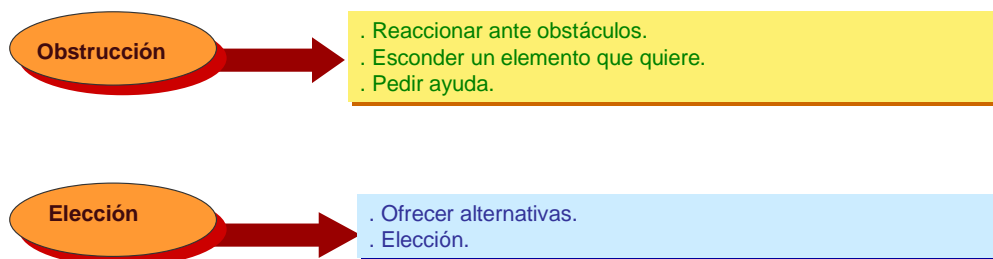 Obstrucción
. Reaccionar ante obstáculos.
. Esconder un elemento que quiere.
. Pedir ayuda.
Elección
. Ofrecer alternativas.
. Elección.